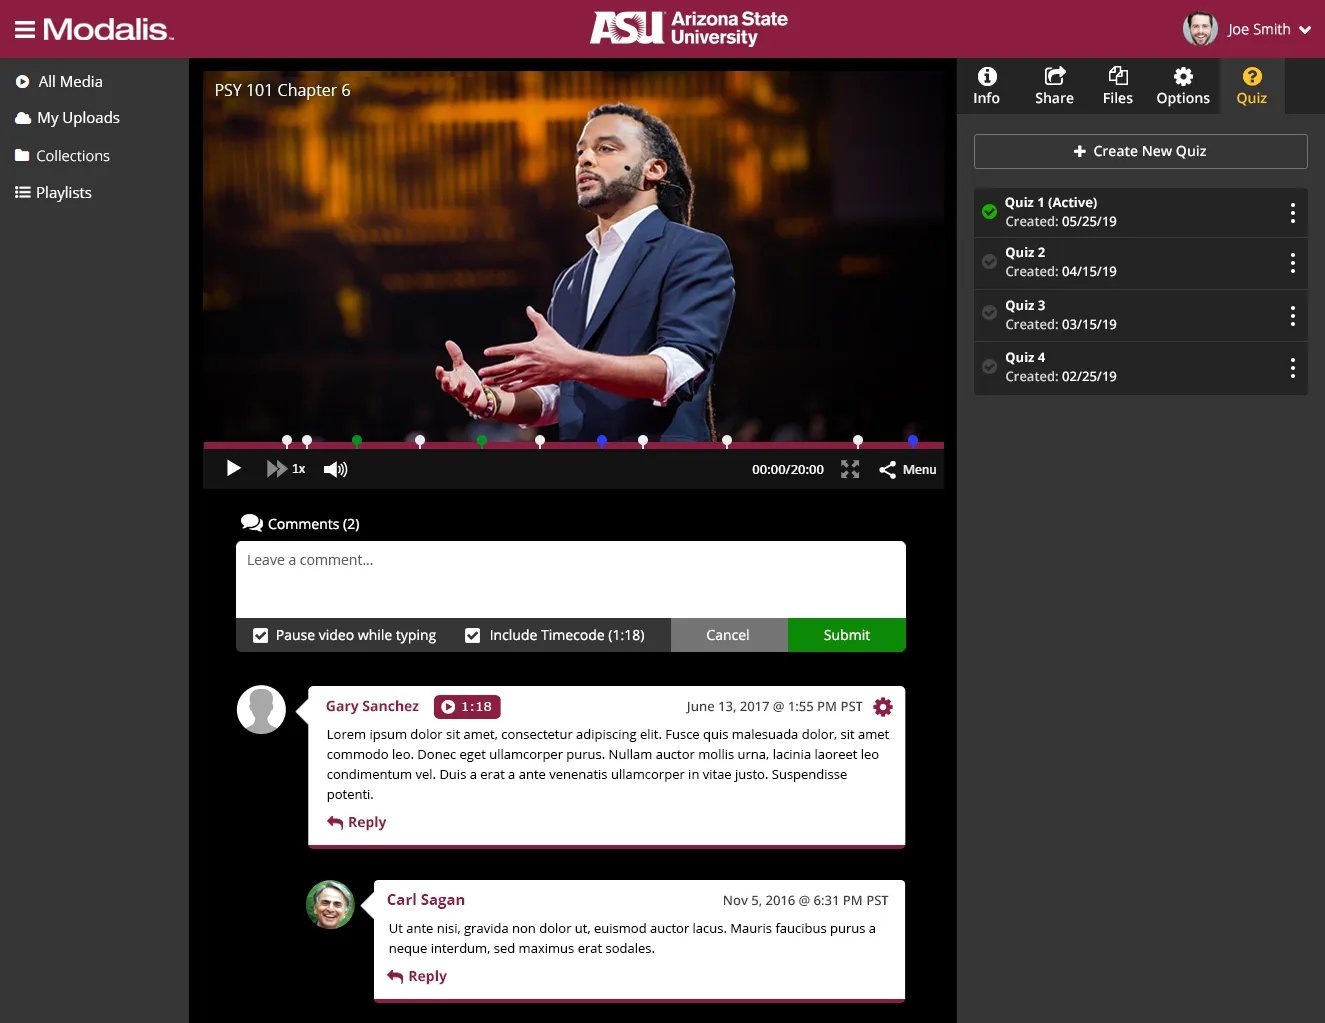 Modalis
ASU Arizona State
University
Joe Smith
All Media
My Uploads
Collections
Playlists
PSY 101 Chapter 6
1x
00:00/20:00
Menu
Info
Share
Files
Options
Quiz
Create New Quiz
Quiz 1 (Active)
Created: 05/25/19
Quiz 2
Created: 04/15/19
Quiz 3
Created: 03/15/19
Quiz 4
Created: 02/25/19
Comments (2)
Leave a comment...
Pause video while typing
Include Timecode (1:18)
Cancel
Submit
Gary Sanchez
1:18
June 13, 2017 @ 1:55 PM PST
Lorem ipsum dolor sit amet, consectetur adipiscing elit. Fusce quis malesuada dolor, sit amet
commodo leo. Donec eget ullamcorper purus. Nullam auctor mollis urna, lacinia laoreet leo
condimentum vel. Duis a erat a ante venenatis ullamcorper in vitae justo. Suspendisse
potenti.
Reply
Carl Sagan
Nov 5, 2016 @ 6:31 PM PST
Ut ante nisi, gravida non dolor ut, euismod auctor lacus. Mauris faucibus purus a
neque interdum, sed maximus erat sodales.
Reply